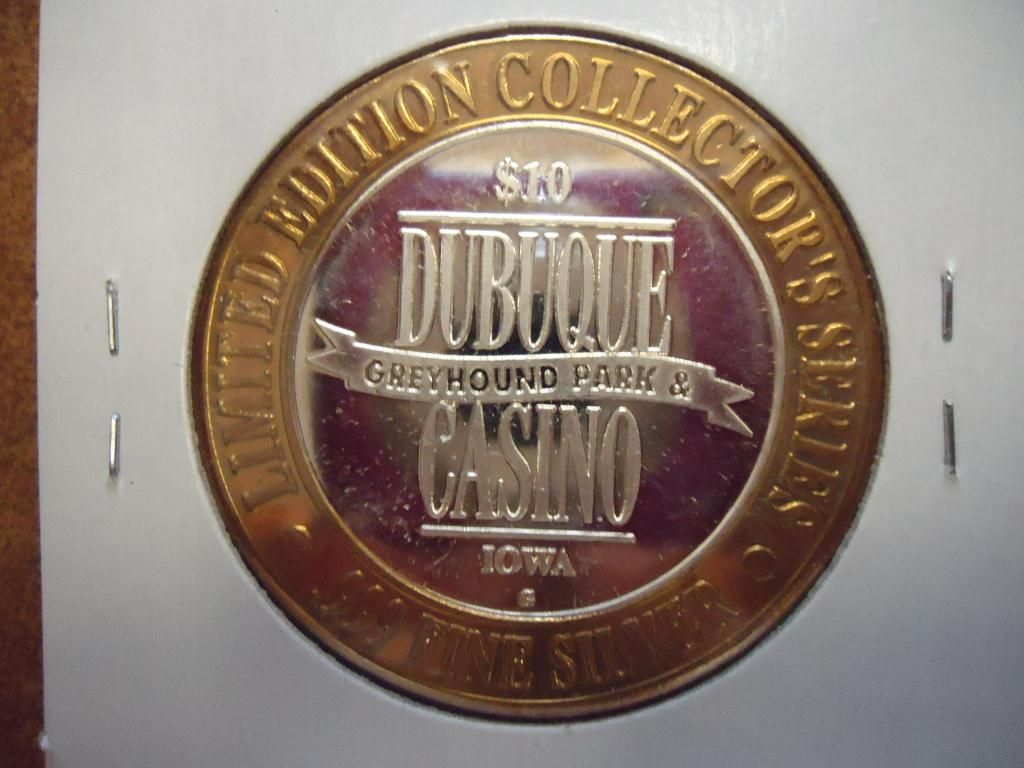 LIMITED EDITION COLLECTOR'S SERIES
$10
DUBUQUE
GREYHOUND PARK &
CASINO
IOWA
G
.999 FINE SILVER